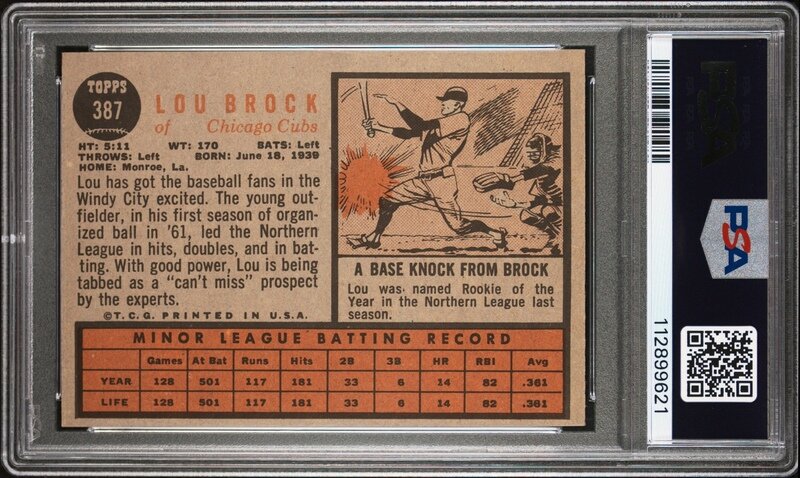 TOPPS
387
LOU BROCK
of Chicago Cubs
HT: 5:11 WT: 170 BATS: Left
THROWS: Left BORN: June 18, 1939
HOME: Monroe, La.
Lou has got the baseball fans in the
Windy City excited. The young out-
fielder, in his first season of organ-
ized ball in '61, led the Northern
League in hits, doubles, and in bat-
ting. With good power, Lou is being
tabbed as a "can't miss" prospect
by the experts.
©T.C.G. PRINTED IN U.S.A.
A BASE KNOCK FROM BROCK
Lou was named Rookie of the
Year in the Northern League last
season.
MINOR LEAGUE BATTING RECORD
Games At Bat Runs Hits 2B 3B HR RBI Avg
YEAR 128 501 117 181 33 6 14 82 .361
LIFE 128 501 117 181 33 6 14 82 .361
PSA
PSA
112899621